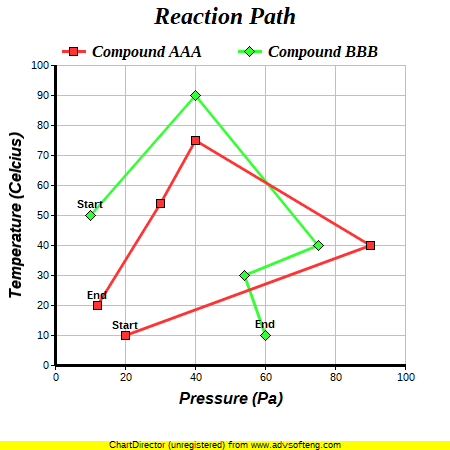 Reaction Path
Compound AAA
Compound BBB
100
90
80
70
60
50
40
30
20
10
0
Temperature (Celcius)
Start
End
Start
End
0
20
40
60
80
100
Pressure (Pa)
ChartDirector (unregistered) from www.advsofteng.com